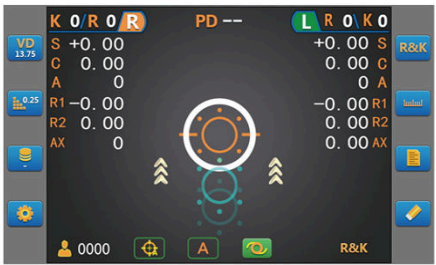 K 0/R 0/R PD -- L R 0\K 0
VD
13.75
S +0.00
+0.00 S
R&K
C 0.00
0.00 C
A 0
0 A
0.25
R1 -0.00
-0.00 R1
R2 0.00
0.00 R2
AX 0
0 AX
0000
A
R&K